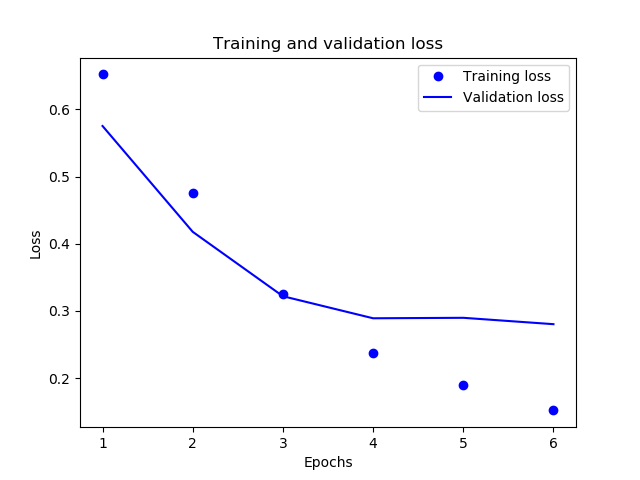 Training and validation loss
Training loss
Validation loss
0.6
0.5
0.4
0.3
0.2
Loss
1 2 3 4 5 6
Epochs